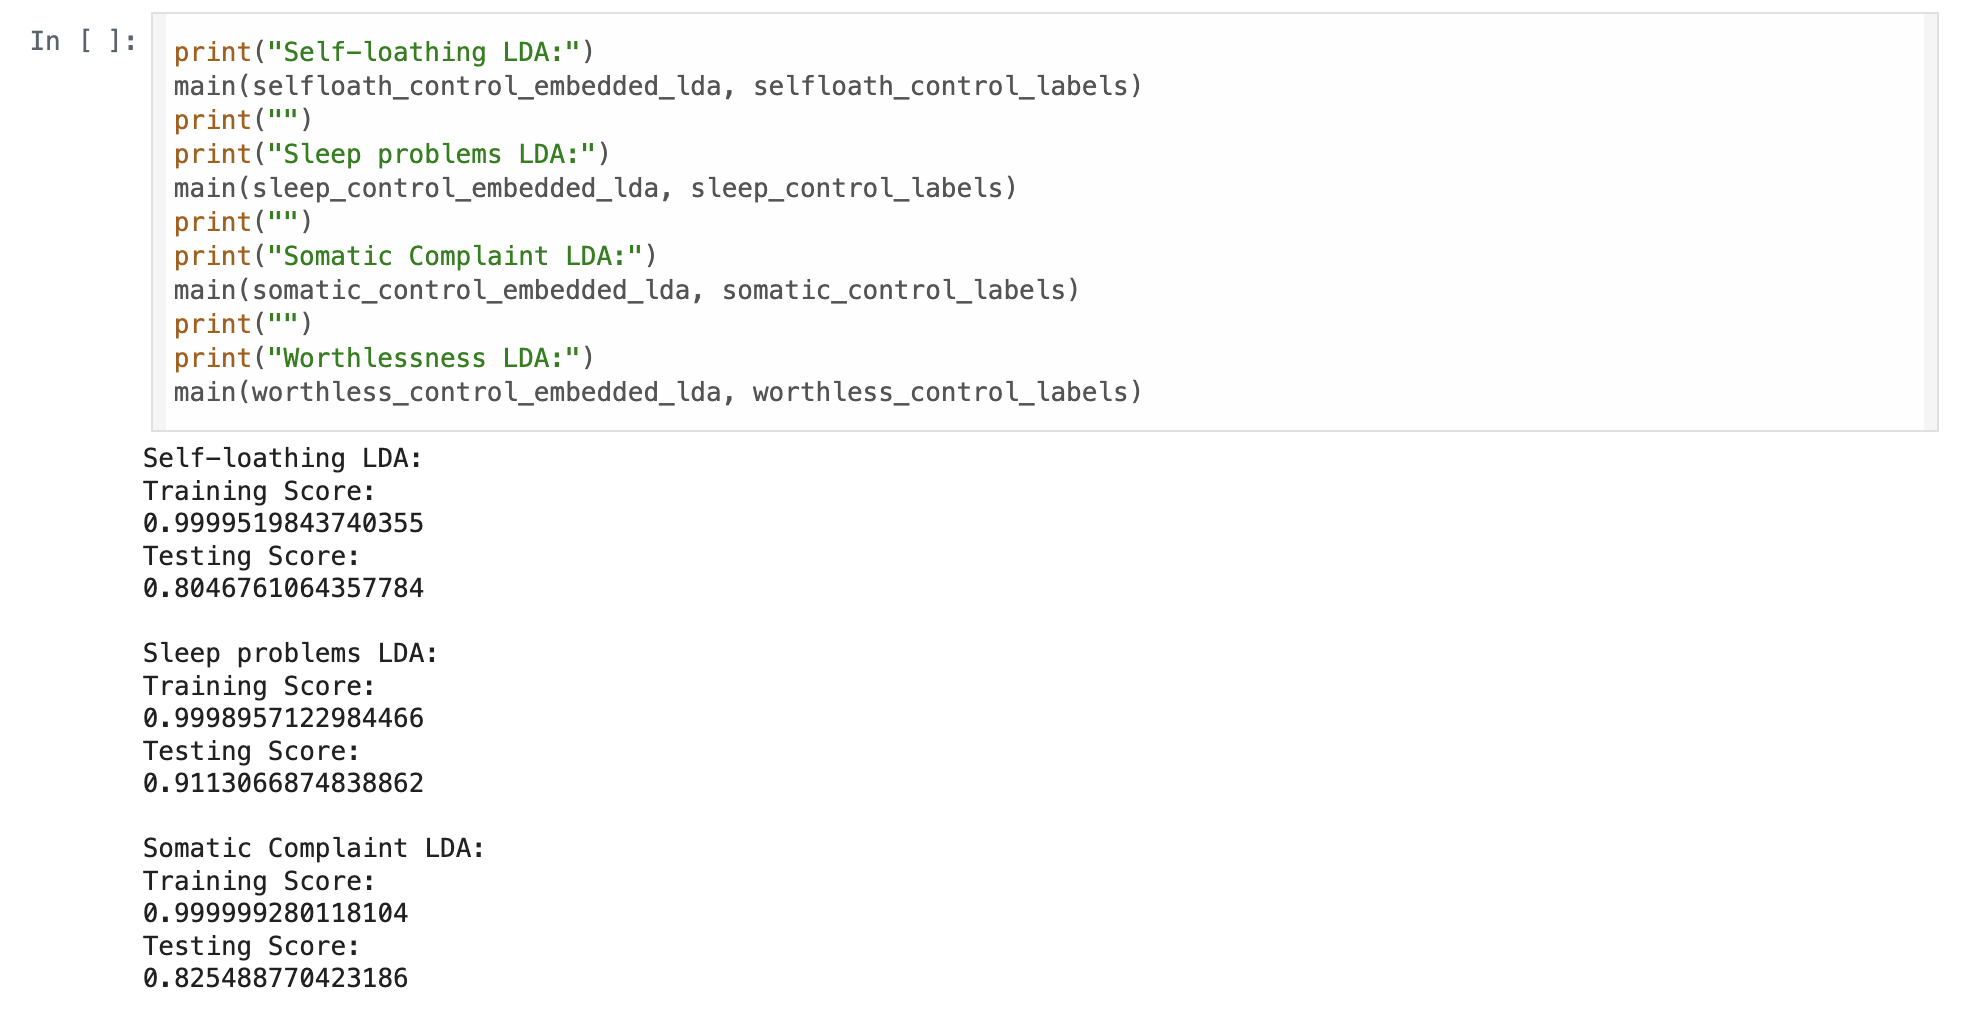 In [ ]:
print("Self-loathing LDA:")
main(selfloath_control_embedded_lda, selfloath_control_labels)
print("")
print("Sleep problems LDA:")
main(sleep_control_embedded_lda, sleep_control_labels)
print("")
print("Somatic Complaint LDA:")
main(somatic_control_embedded_lda, somatic_control_labels)
print("")
print("Worthlessness LDA:")
main(worthless_control_embedded_lda, worthless_control_labels)
Self-loathing LDA:
Training Score:
0.9999519843740355
Testing Score:
0.8046761064357784
Sleep problems LDA:
Training Score:
0.9998957122984466
Testing Score:
0.9113066874838862
Somatic Complaint LDA:
Training Score:
0.999999280118104
Testing Score:
0.825488770423186